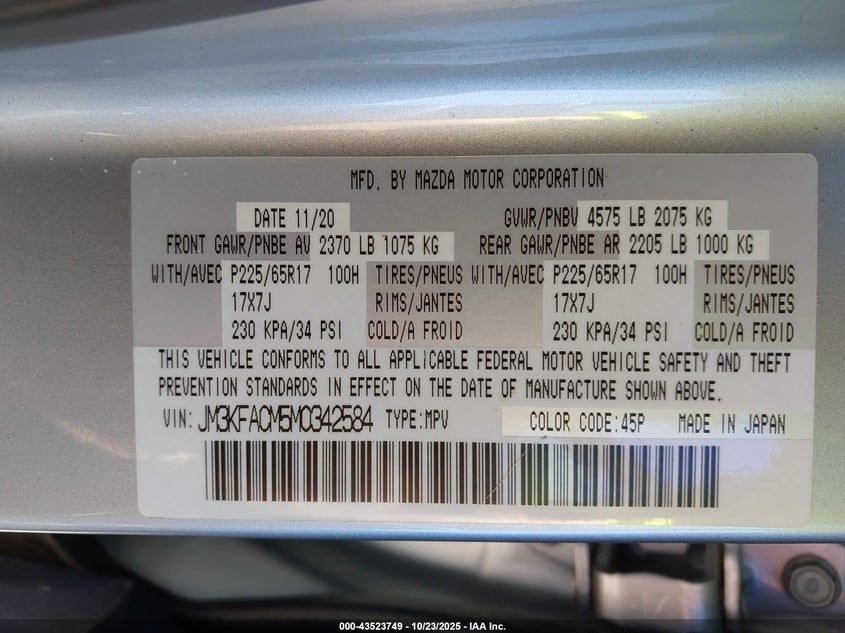 MFD. BY MAZDA MOTOR CORPORATION
DATE 11/20 GVWR/PNBV 4575 LB 2075 KG
FRONT GAWR/PNBE AV 2370 LB 1075 KG REAR GAWR/PNBE AR 2205 LB 1000 KG
WITH/AVEC P225/65R17 100H TIRES/PNEUS WITH/AVEC P225/65R17 100H TIRES/PNEUS
17X7J RIMS/JANTES 17X7J RIMS/JANTES
230 KPA/34 PSI COLD/A FROID 230 KPA/34 PSI COLD/A FROID
THIS VEHICLE CONFORMS TO ALL APPLICABLE FEDERAL MOTOR VEHICLE SAFETY AND THEFT
PREVENTION STANDARDS IN EFFECT ON THE DATE OF MANUFACTURE SHOWN ABOVE.
VIN: JM3KFACM5M0342584 TYPE:MPV COLOR CODE:45P MADE IN JAPAN
000-43523749 - 10/23/2025 - IAA Inc.